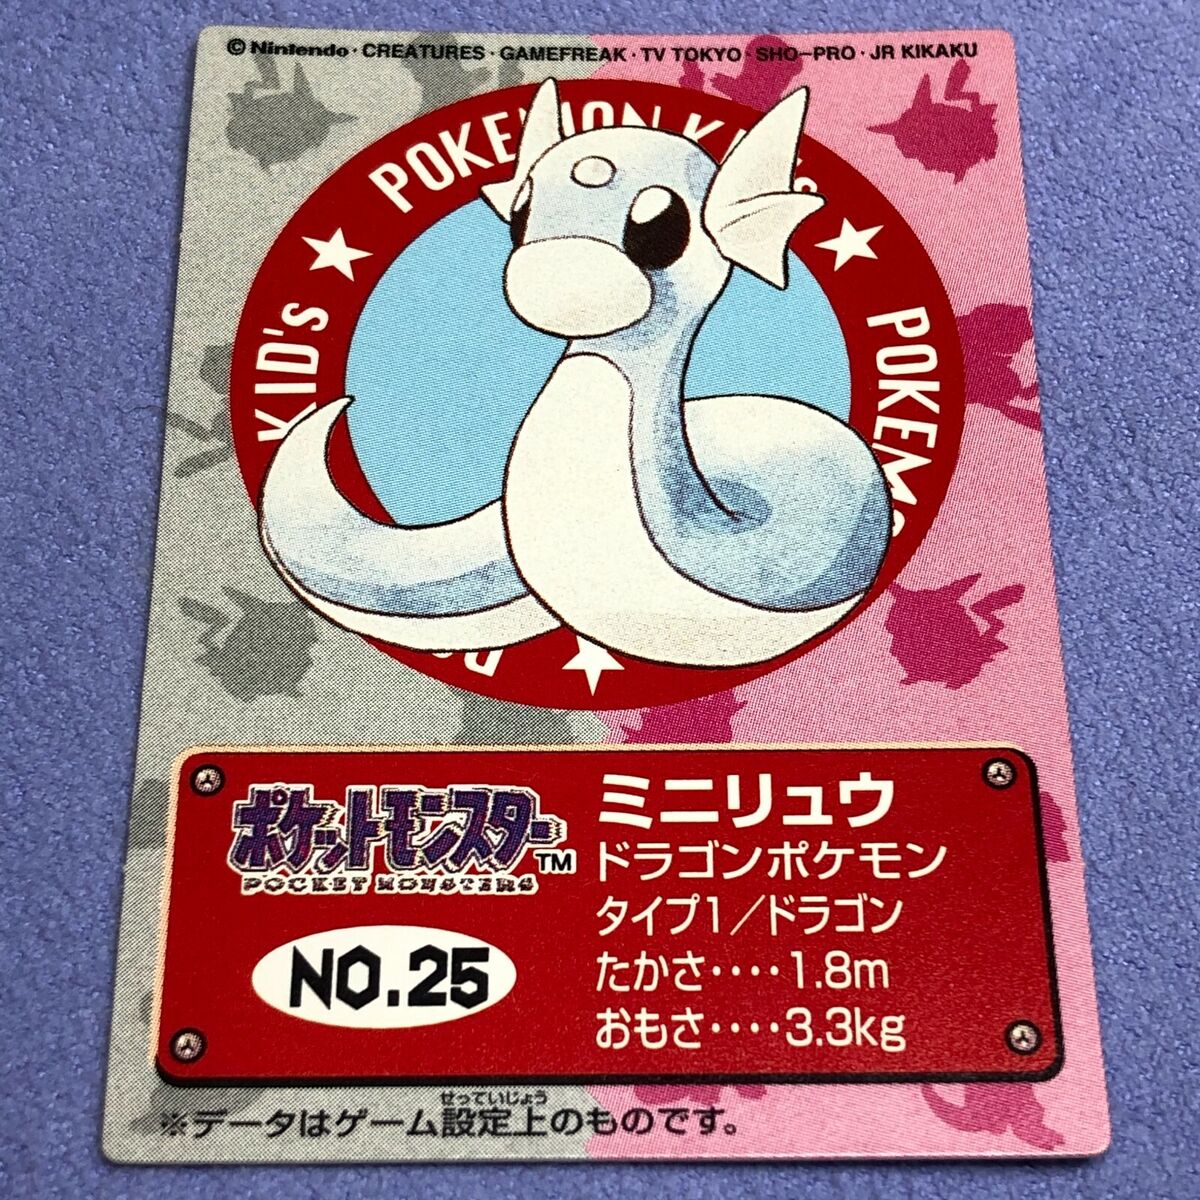 © Nintendo・CREATURES・GAMEFREAK・TV TOKYO・SHO-PRO・JR KIKAKU
KID's ★ POKEMON KID's ★ POKEM
★
ポケットモンスター™
POCKET MONSTERS
NO.25
ミニリュウ
ドラゴンポケモン
タイプ1／ドラゴン
たかさ‥‥1.8m
おもさ‥‥3.3kg
せっていじょう
※データはゲーム設定上のものです。